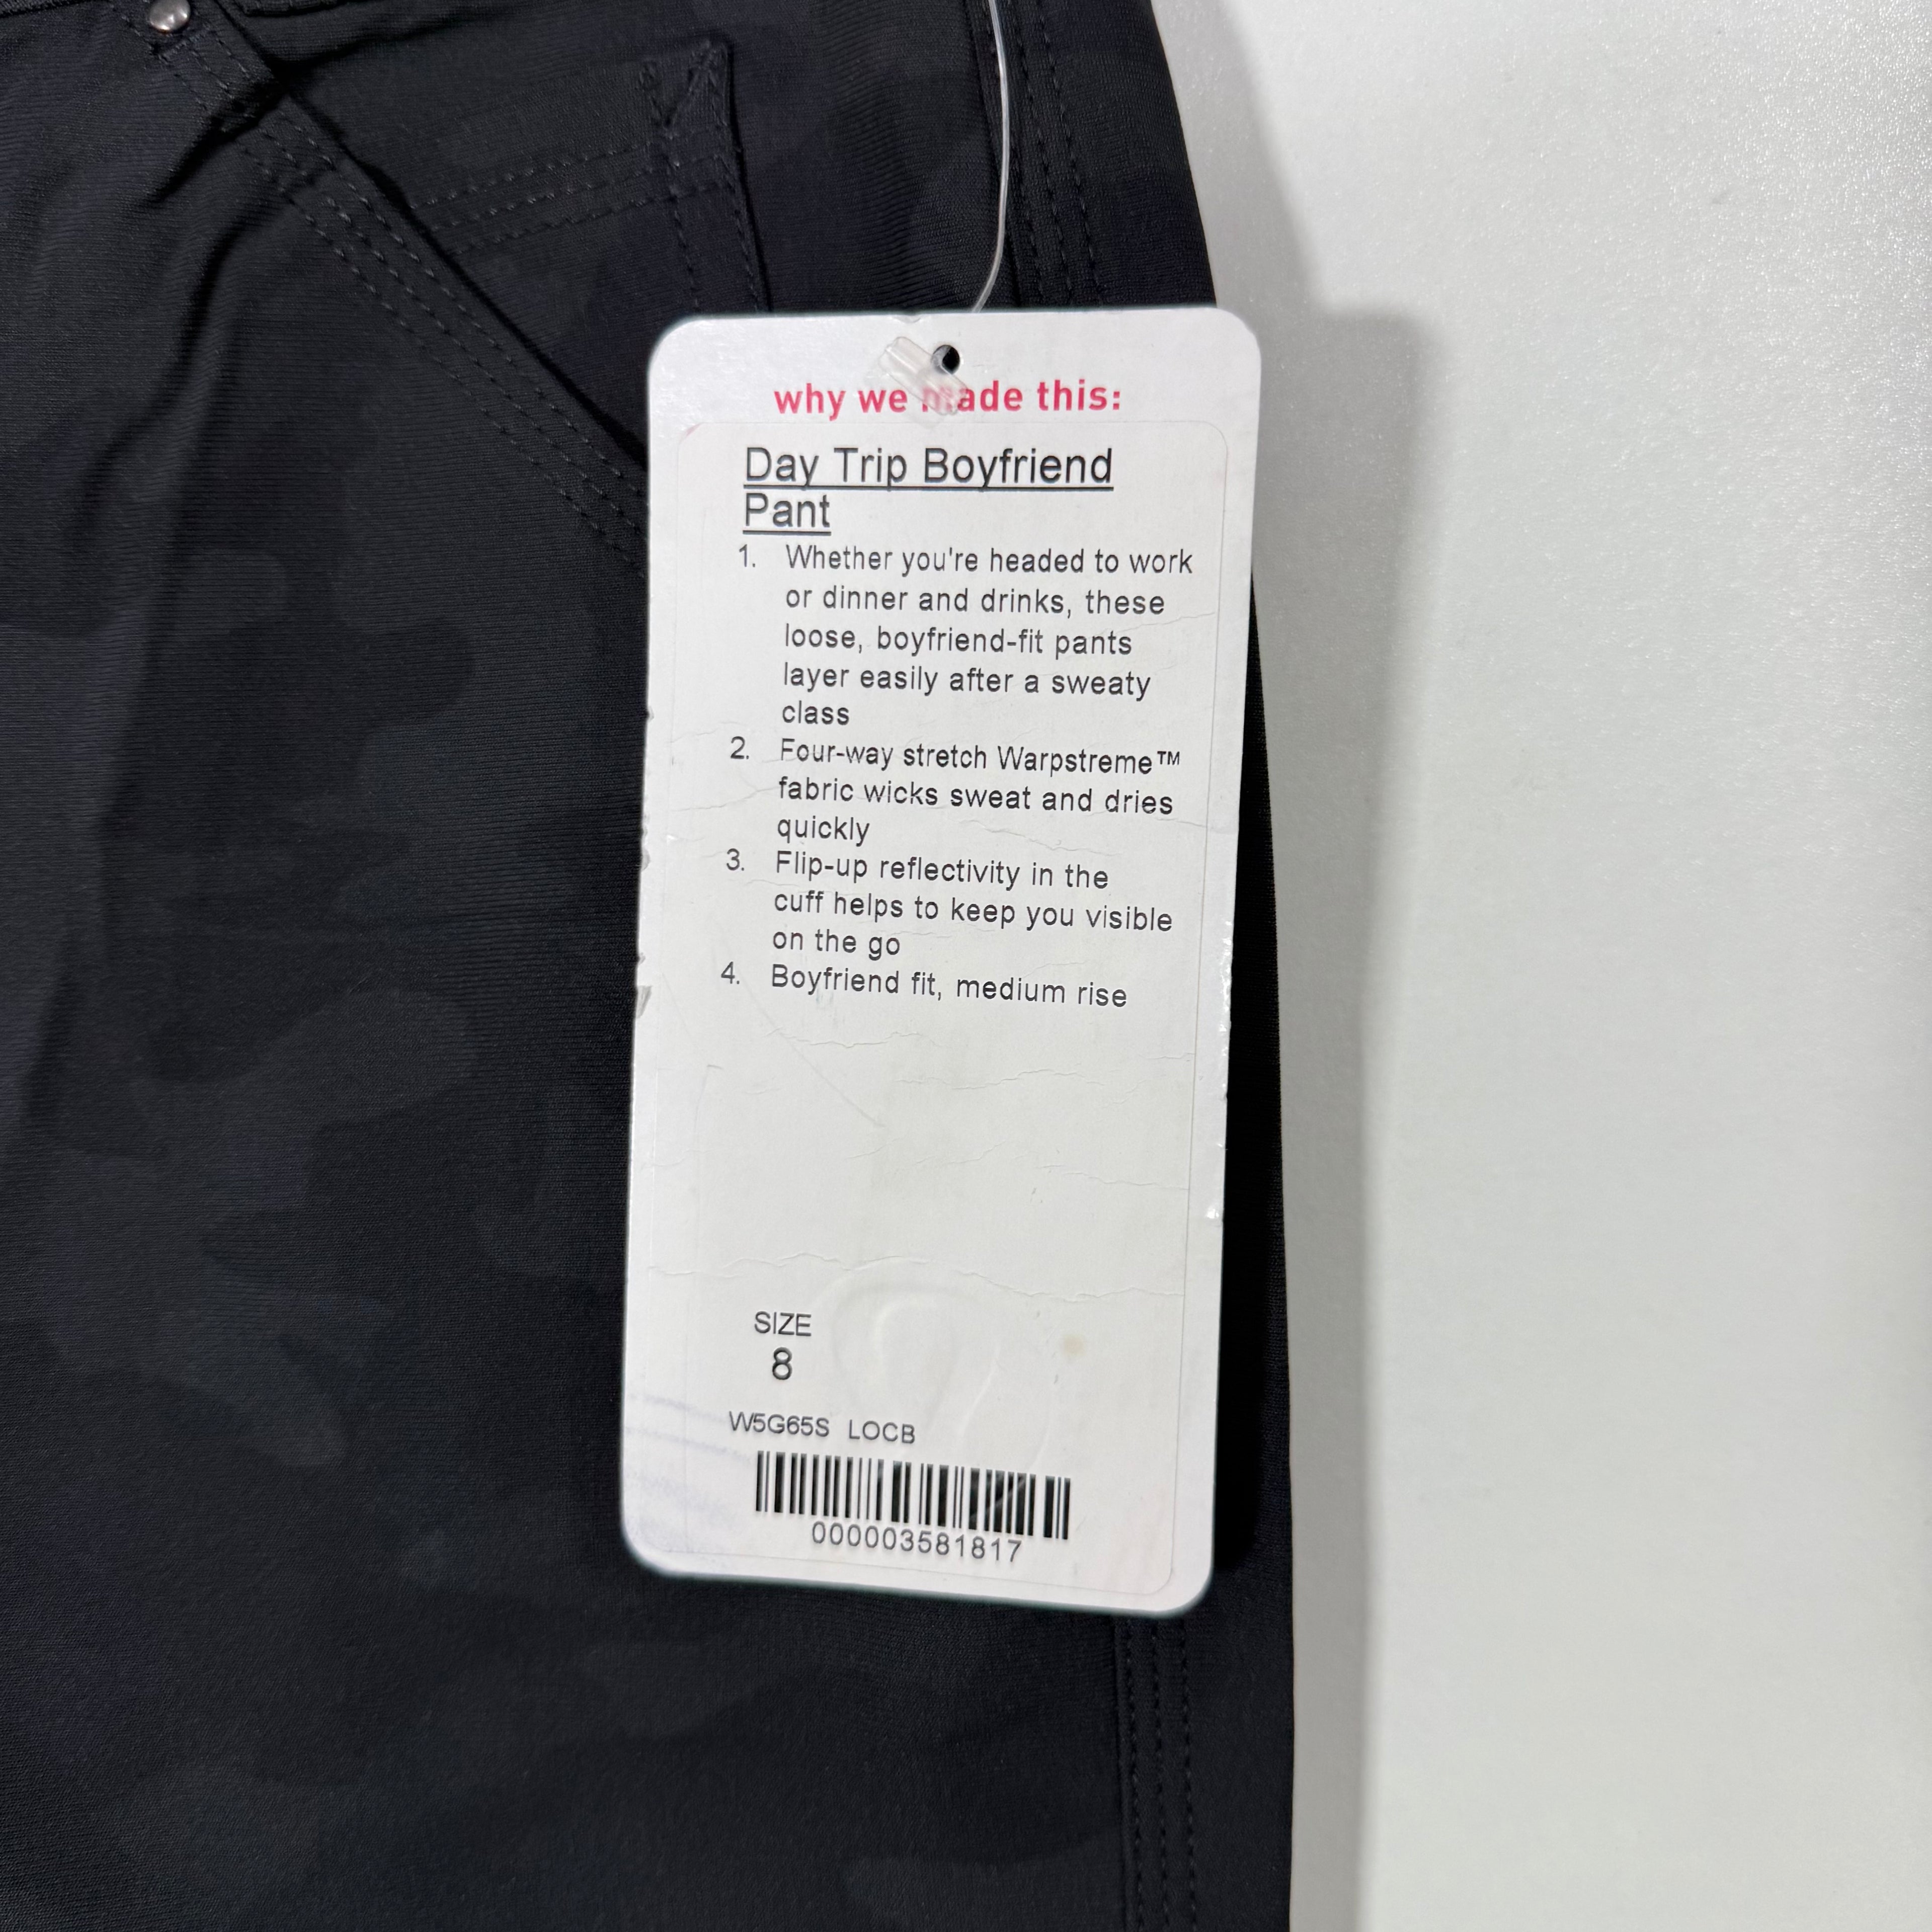 why we made this:
Day Trip Boyfriend
Pant
1. Whether you're headed to work
or dinner and drinks, these
loose, boyfriend-fit pants
layer easily after a sweaty
class
2. Four-way stretch Warpstreme™
fabric wicks sweat and dries
quickly
3. Flip-up reflectivity in the
cuff helps to keep you visible
on the go
4. Boyfriend fit, medium rise
SIZE
8
W5G65S LOCB
000003581817